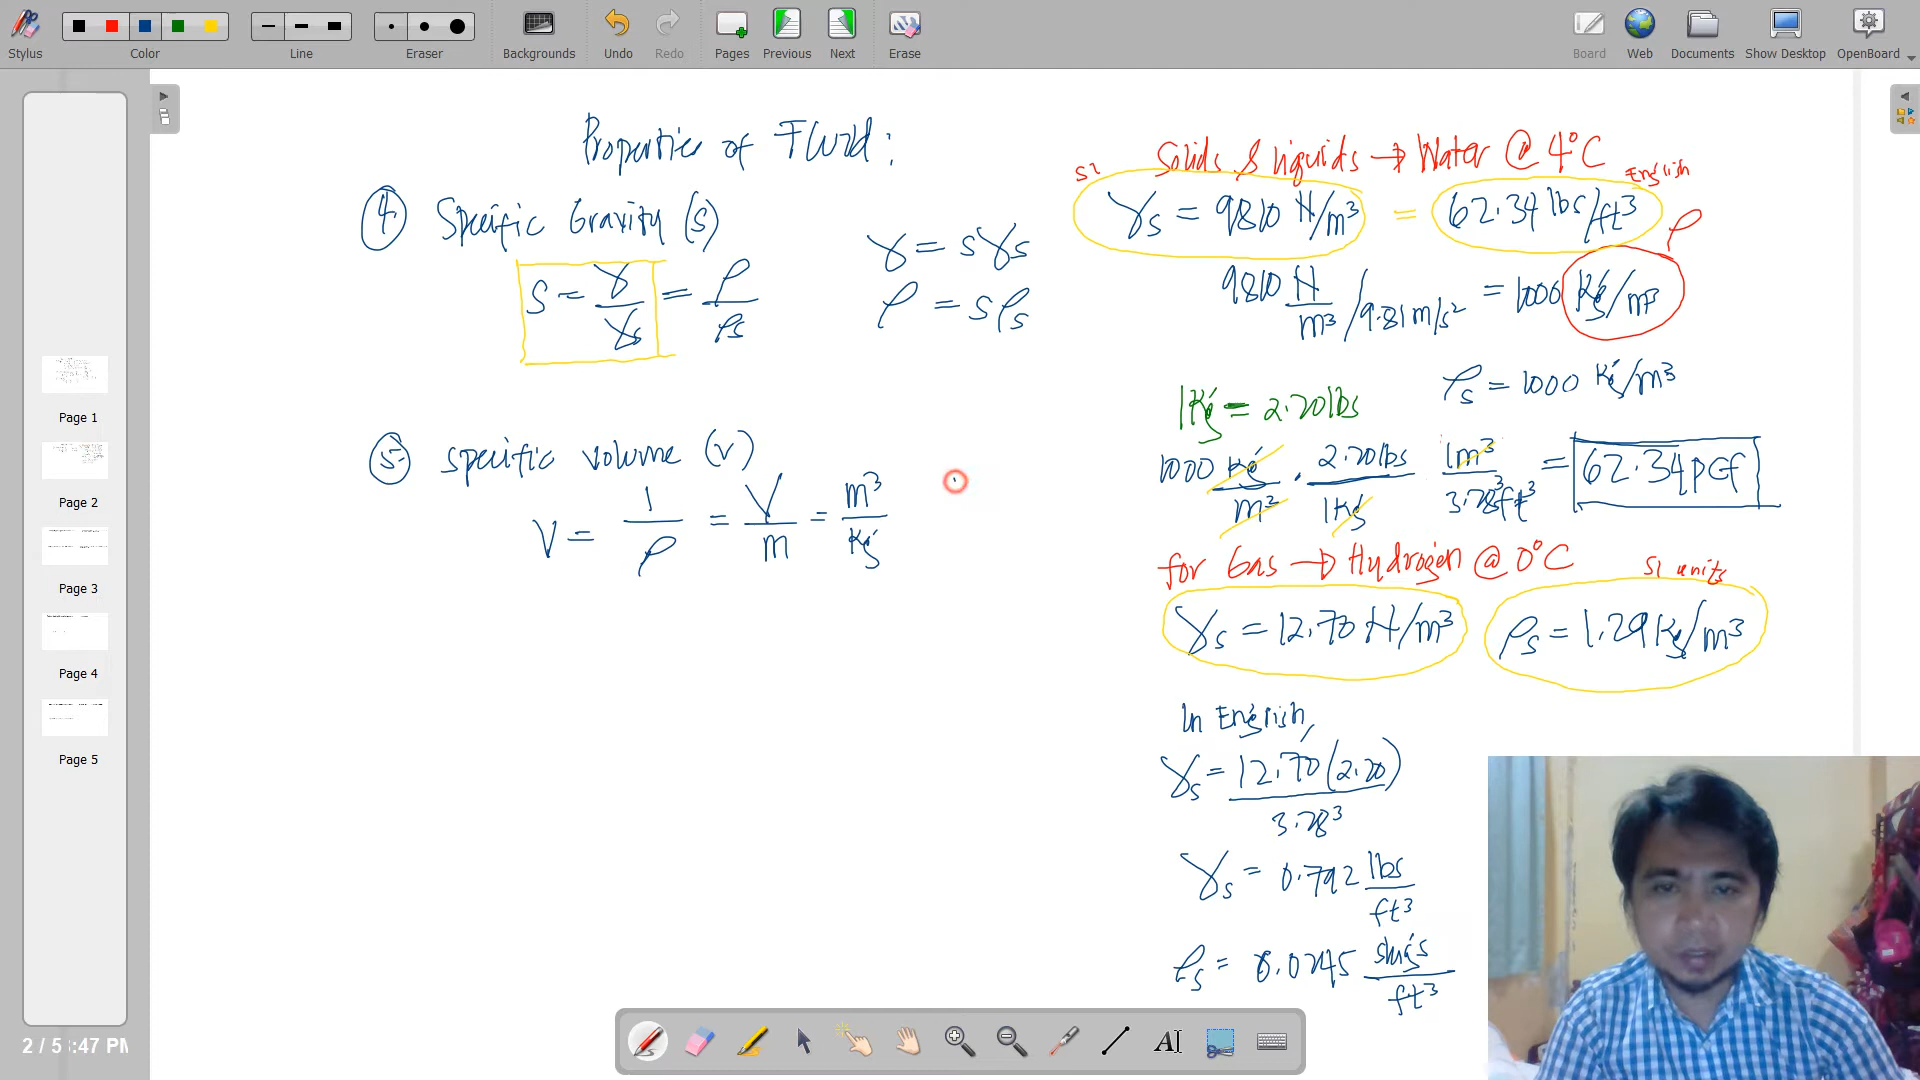 Stylus
Color
Line
Eraser
Backgrounds
Undo
Redo
Pages
Previous
Next
Erase
Board
Web
Documents
Show Desktop
OpenBoard
Page 1
Page 2
Page 3
Page 4
Page 5
2 / 5
:47 PM
Properties of Fluid:
④ Specific Gravity (s)
S = γ/γs = ρ/ρs
γ = sγs
ρ = sρs
⑤ specific volume (v)
v = 1/ρ = V/m = m³/kg
Solids & liquids → Water @ 4°C
SI
English
γs = 9810 N/m³ = 62.34 lbs/ft³
ρ
9810 N/m³ / 9.81 m/s² = 1000 kg/m³
ρs = 1000 kg/m³
1kg = 2.20lbs
1000 kg/m³ · 2.20lbs/1kg · 1m³/3.28³ft³ = 62.34 pcf
for Gas → Hydrogen @ 0°C
SI units
γs = 12.70 N/m³
ρs = 1.29 kg/m³
In English,
γs = 12.70(2.20)/3.28³
γs = 0.792 lbs/ft³
ρs = 0.0245 slugs/ft³